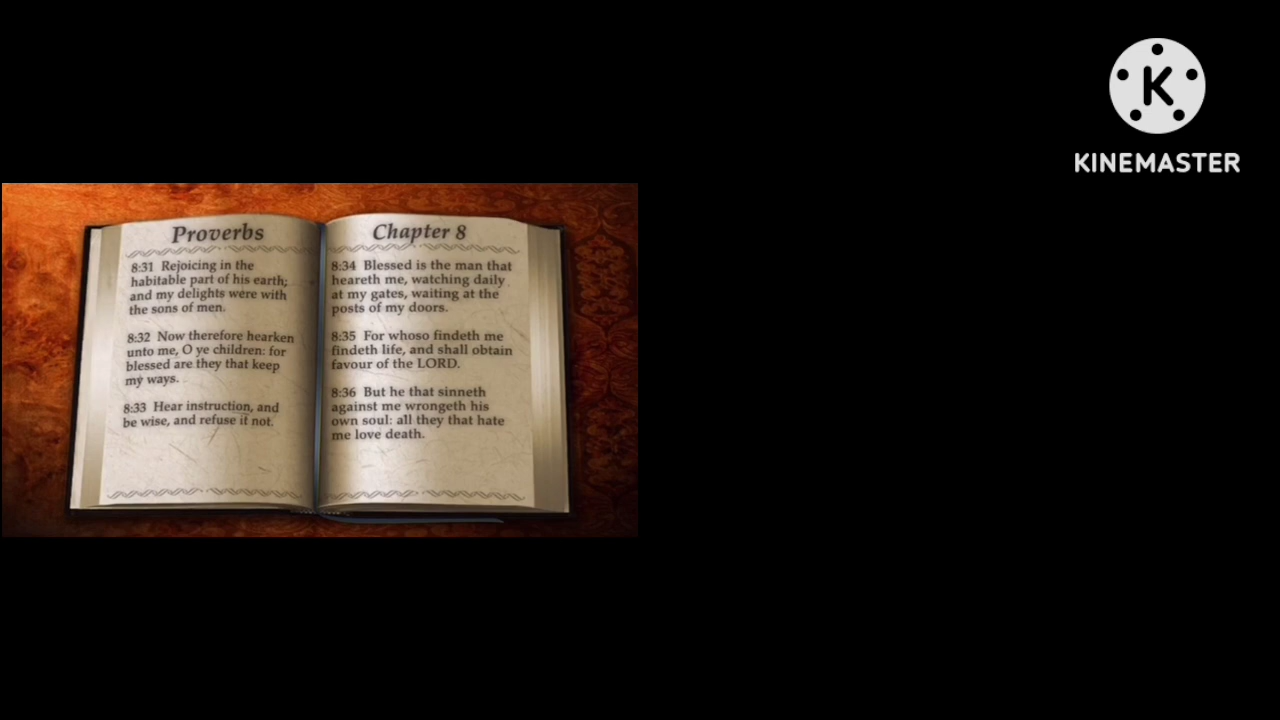 KINEMASTER
Proverbs
8:31 Rejoicing in the
habitable part of his earth;
and my delights were with
the sons of men.
8:32 Now therefore hearken
unto me, O ye children: for
blessed are they that keep
my ways.
8:33 Hear instruction, and
be wise, and refuse it not.
Chapter 8
8:34 Blessed is the man that
heareth me, watching daily
at my gates, waiting at the
posts of my doors.
8:35 For whoso findeth me
findeth life, and shall obtain
favour of the LORD.
8:36 But he that sinneth
against me wrongeth his
own soul: all they that hate
me love death.